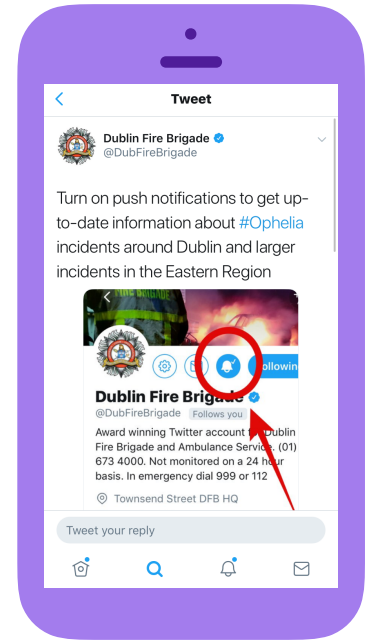 Tweet
Dublin Fire Brigade
@DubFireBrigade
Turn on push notifications to get up-
to-date information about #Ophelia
incidents around Dublin and larger
incidents in the Eastern Region
FIRE BRIGADE
Followin
Dublin Fire Brigade
@DubFireBrigade Follows you
Award winning Twitter account for Dublin
Fire Brigade and Ambulance Service. (01)
673 4000. Not monitored on a 24 hour
basis. In emergency dial 999 or 112
Townsend Street DFB HQ
Tweet your reply